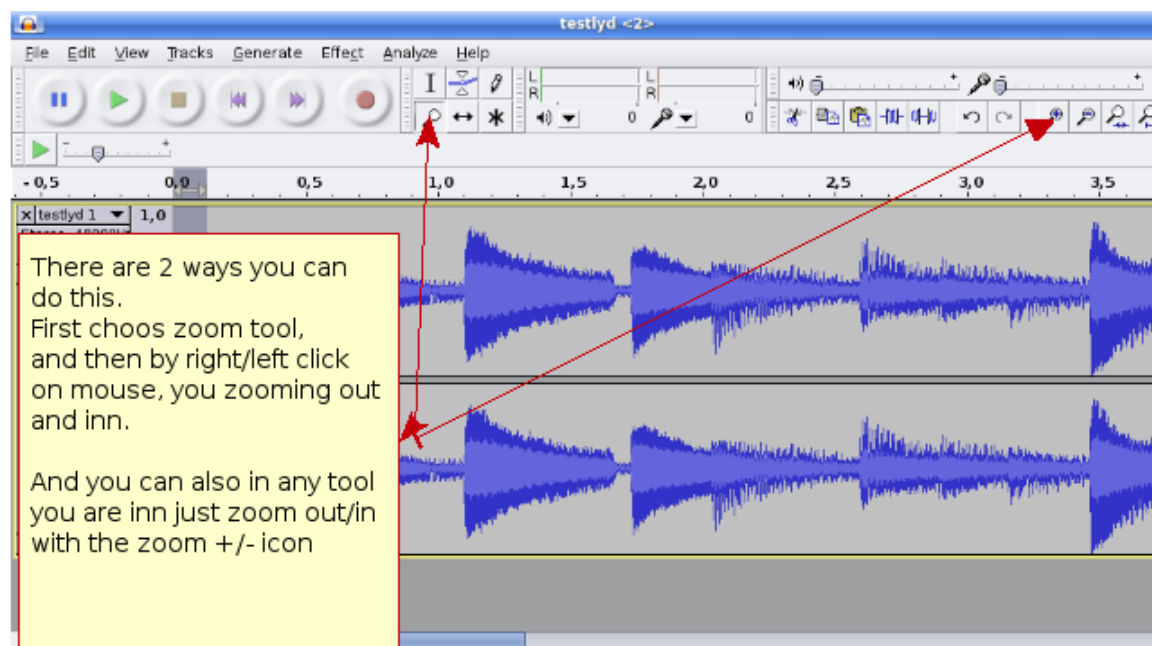 testlyd <2>
File Edit View Tracks Generate Effect Analyze Help
L
R
L
R
0 0
- 0,5 0,0 0,5 1,0 1,5 2,0 2,5 3,0 3,5
testlyd 1 1,0
There are 2 ways you can
do this.
First choos zoom tool,
and then by right/left click
on mouse, you zooming out
and inn.
And you can also in any tool
you are inn just zoom out/in
with the zoom +/- icon